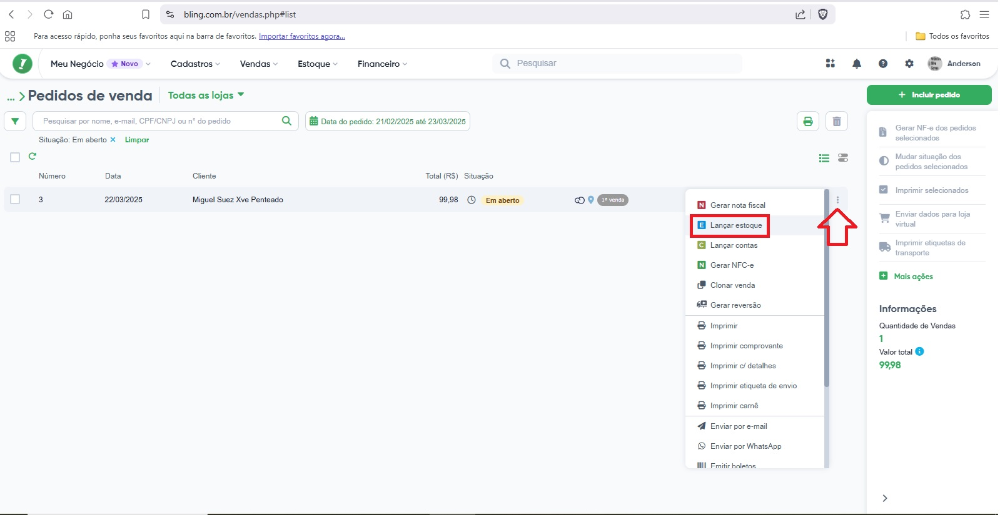 bling.com.br/vendas.php#list
Para acesso rápido, ponha seus favoritos aqui na barra de favoritos. Importar favoritos agora...
Todos os favoritos
Meu Negócio Novo Cadastros Vendas Estoque Financeiro Pesquisar Anderson
... Pedidos de venda Todas as lojas
+ Incluir pedido
Pesquisar por nome, e-mail, CPF/CNPJ ou n° do pedido
Data do pedido: 21/02/2025 até 23/03/2025
Situação: Em aberto × Limpar
Número Data Cliente Total (R$) Situação
3 22/03/2025 Miguel Suez Xve Penteado 99,98 Em aberto 1ª venda
N Gerar nota fiscal
E Lançar estoque
C Lançar contas
N Gerar NFC-e
Clonar venda
Gerar reversão
Imprimir
Imprimir comprovante
Imprimir c/ detalhes
Imprimir etiqueta de envio
Imprimir carnê
Enviar por e-mail
Enviar por WhatsApp
Emitir boletos
Gerar NF-e dos pedidos
selecionados
Mudar situação dos
pedidos selecionados
Imprimir selecionados
Enviar dados para loja
virtual
Imprimir etiquetas de
transporte
Mais ações
Informações
Quantidade de Vendas
1
Valor total
99,98